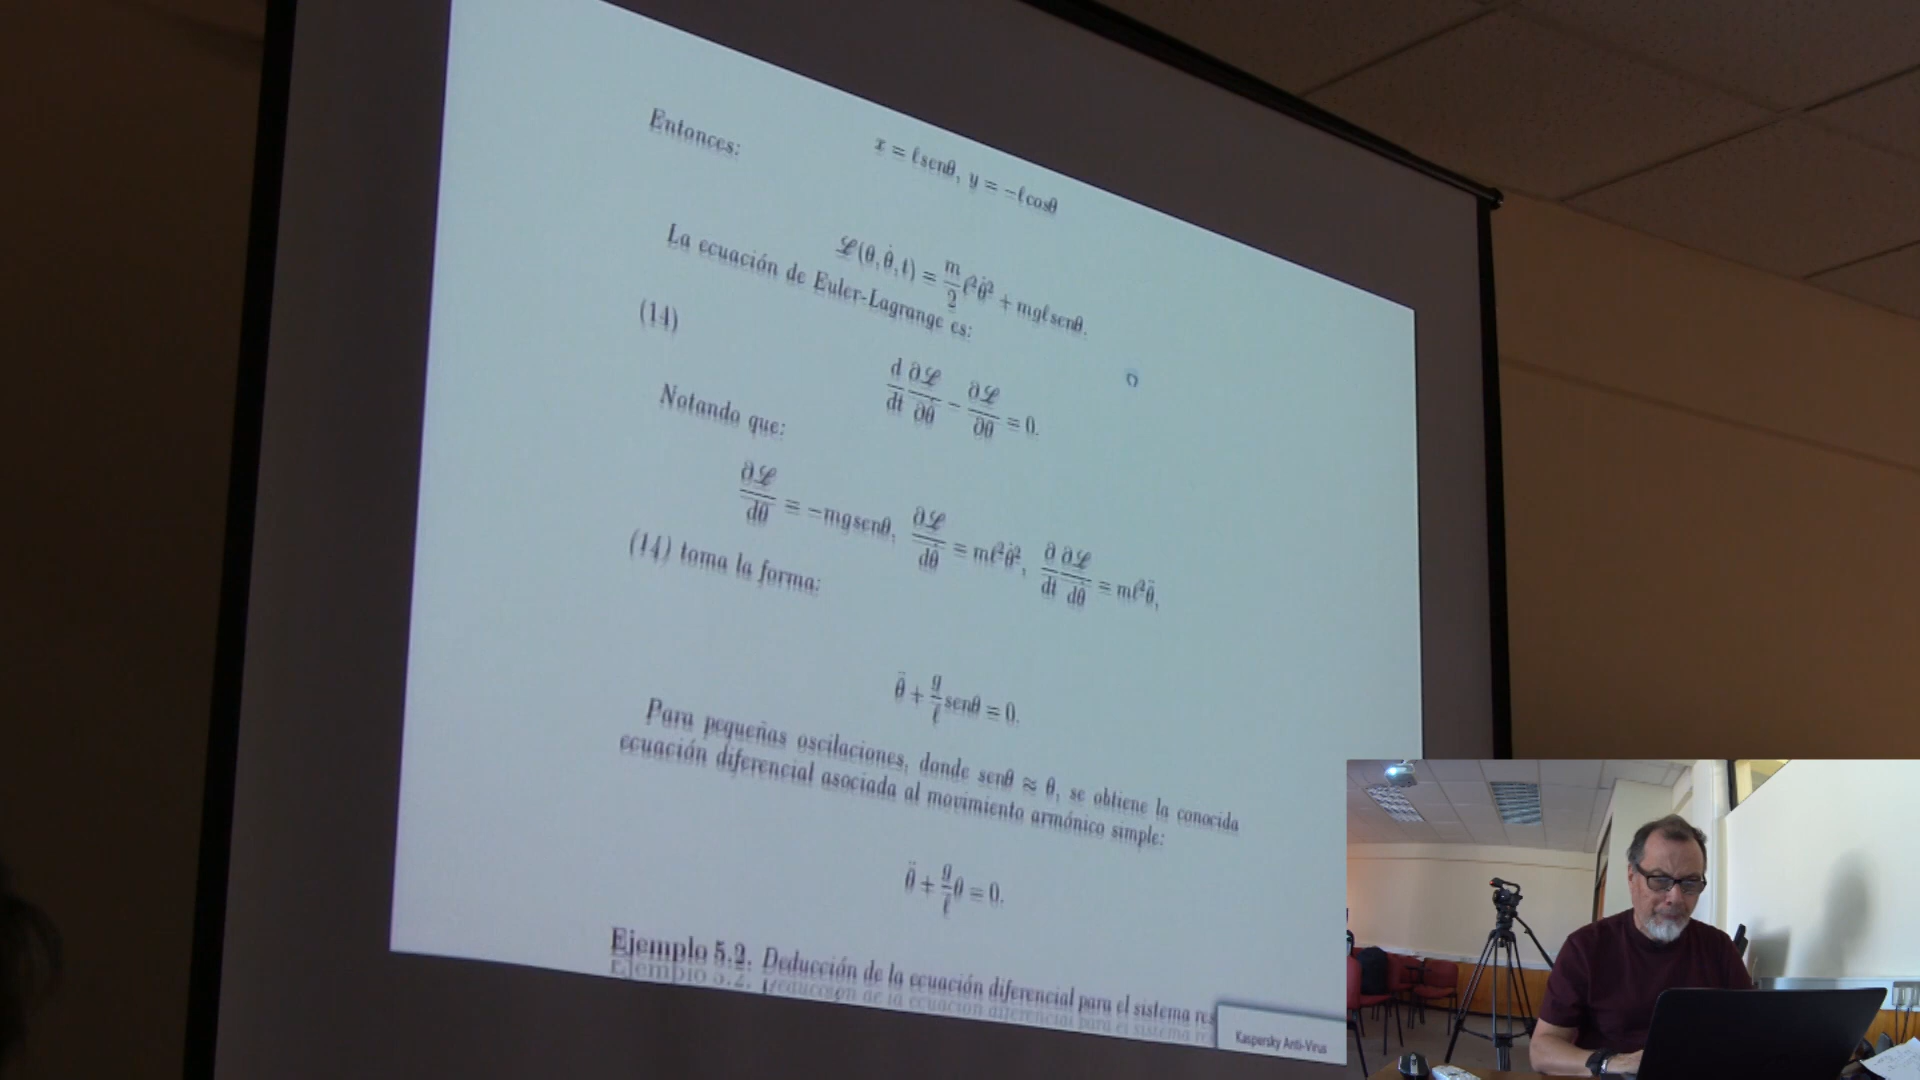 Entonces:
x = ℓsenθ, y = −ℓcosθ
ℒ(θ, θ̇, t) = m/2 ℓ²θ̇² + mgℓsenθ.
La ecuación de Euler-Lagrange es:
(14)
d/dt ∂ℒ/∂θ̇ − ∂ℒ/∂θ = 0.
Notando que:
∂ℒ/dθ = −mgsenθ, ∂ℒ/dθ̇ = mℓ²θ̇², ∂/dt ∂ℒ/dθ̇ = mℓ²θ̈,
(14) toma la forma:
θ̈ + g/ℓ senθ = 0.
Para pequeñas oscilaciones, donde senθ ≈ θ, se obtiene la conocida
ecuación diferencial asociada al movimiento armónico simple:
θ̈ + g/ℓ θ = 0.
Ejemplo 5.2. Deducción de la ecuación diferencial para el sistema res
Kaspersky Anti-Virus